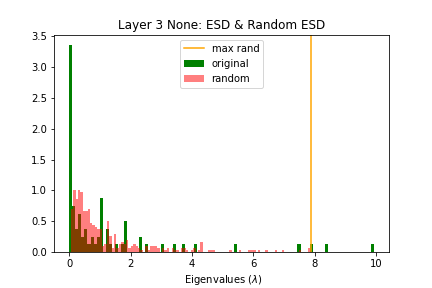 Layer 3 None: ESD & Random ESD
max rand
original
random
3.5
3.0
2.5
2.0
1.5
1.0
0.5
0.0
0 2 4 6 8 10
Eigenvalues (λ)